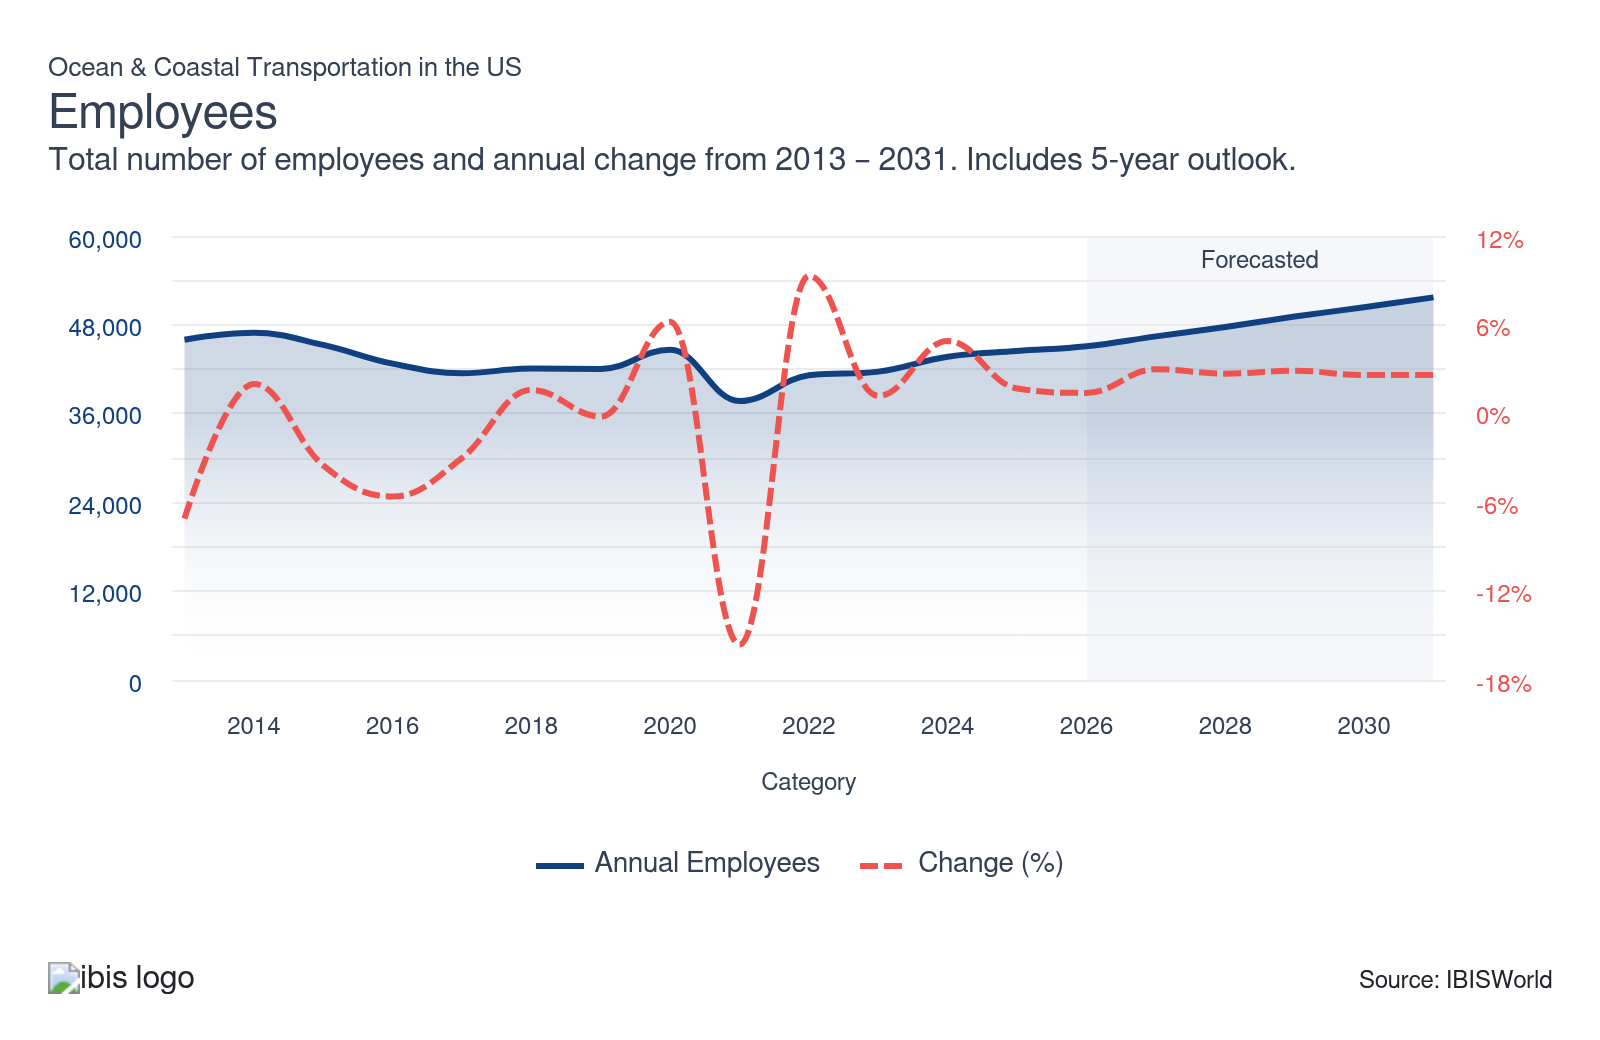 Ocean & Coastal Transportation in the US
Employees
Total number of employees and annual change from 2013 – 2031. Includes 5-year outlook.
60,000
48,000
36,000
24,000
12,000
0
12%
6%
0%
-6%
-12%
-18%
Forecasted
2014 2016 2018 2020 2022 2024 2026 2028 2030
Category
Annual Employees Change (%)
ibis logo
Source: IBISWorld